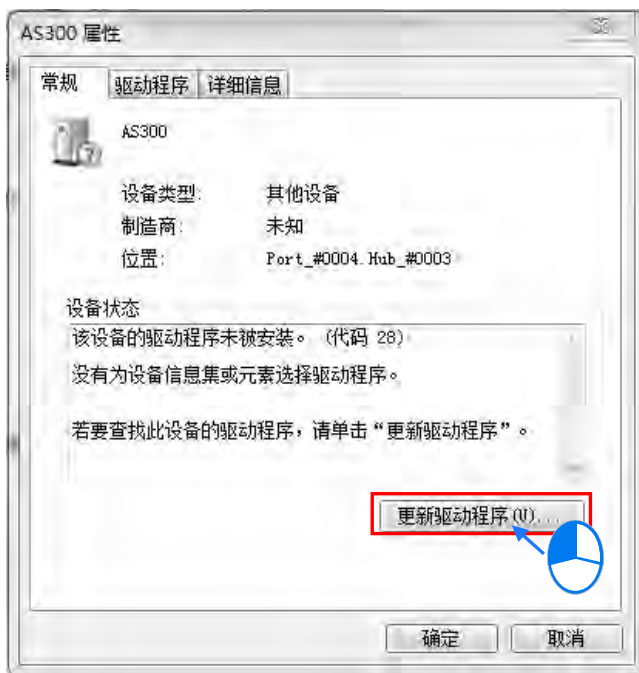 AS300 属性
常规 驱动程序 详细信息
AS300
设备类型: 其他设备
制造商: 未知
位置: Port_#0004.Hub_#0003
设备状态
该设备的驱动程序未被安装。 (代码 28)
没有为设备信息集或元素选择驱动程序。
若要查找此设备的驱动程序，请单击“更新驱动程序”。
更新驱动程序(U)...
确定 取消